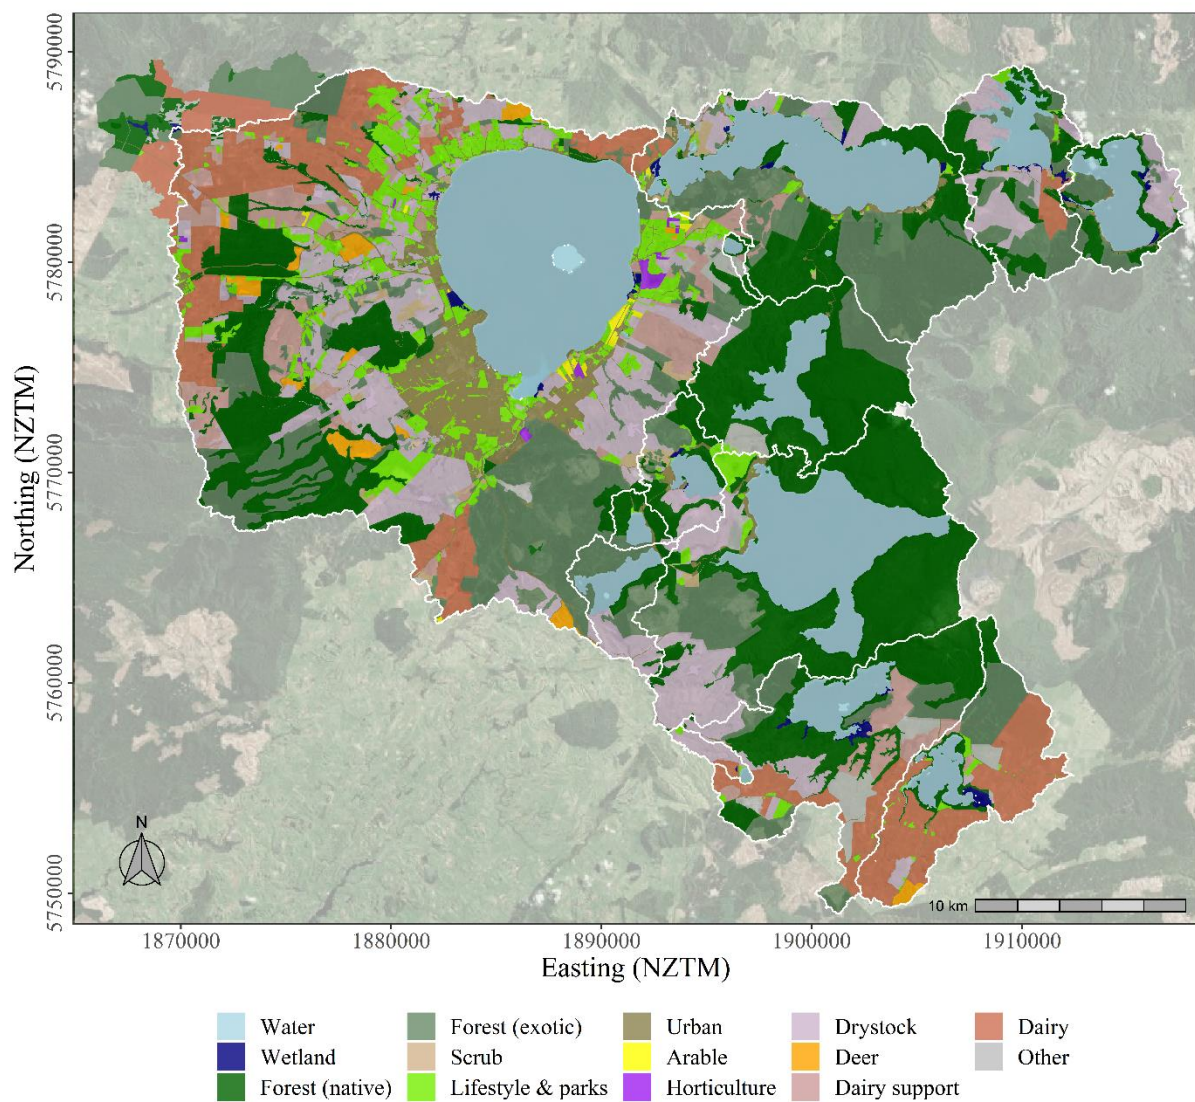 Northing (NZTM)
5790000
5780000
5770000
5760000
5750000
N
10 km
1870000 1880000 1890000 1900000 1910000
Easting (NZTM)
Water Forest (exotic) Urban Drystock Dairy
Wetland Scrub Arable Deer Other
Forest (native) Lifestyle & parks Horticulture Dairy support